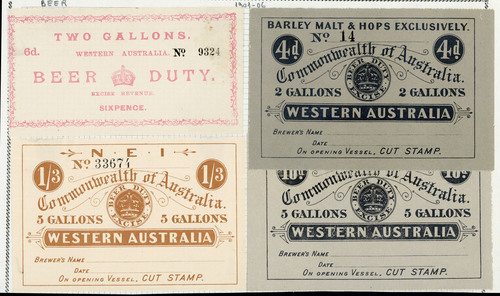 BEER
1901-06
TWO GALLONS.
6d. WESTERN AUSTRALIA. No 9324
BEER DUTY.
EXCISE REVENUE.
SIXPENCE.
BARLEY MALT & HOPS EXCLUSIVELY.
No 14
4d 4d
Commonwealth of Australia.
BEER DUTY
EXCISE
2 GALLONS 2 GALLONS
WESTERN AUSTRALIA
BREWER'S NAME
DATE
ON OPENING VESSEL, CUT STAMP.
N.E.I
No 33674
1/3 1/3
Commonwealth of Australia.
BEER DUTY
EXCISE
5 GALLONS 5 GALLONS
WESTERN AUSTRALIA
BREWER'S NAME
DATE
ON OPENING VESSEL, CUT STAMP.
10d 10d
Commonwealth of Australia.
BEER DUTY
EXCISE
5 GALLONS 5 GALLONS
WESTERN AUSTRALIA
BREWER'S NAME
DATE
ON OPENING VESSEL, CUT STAMP.